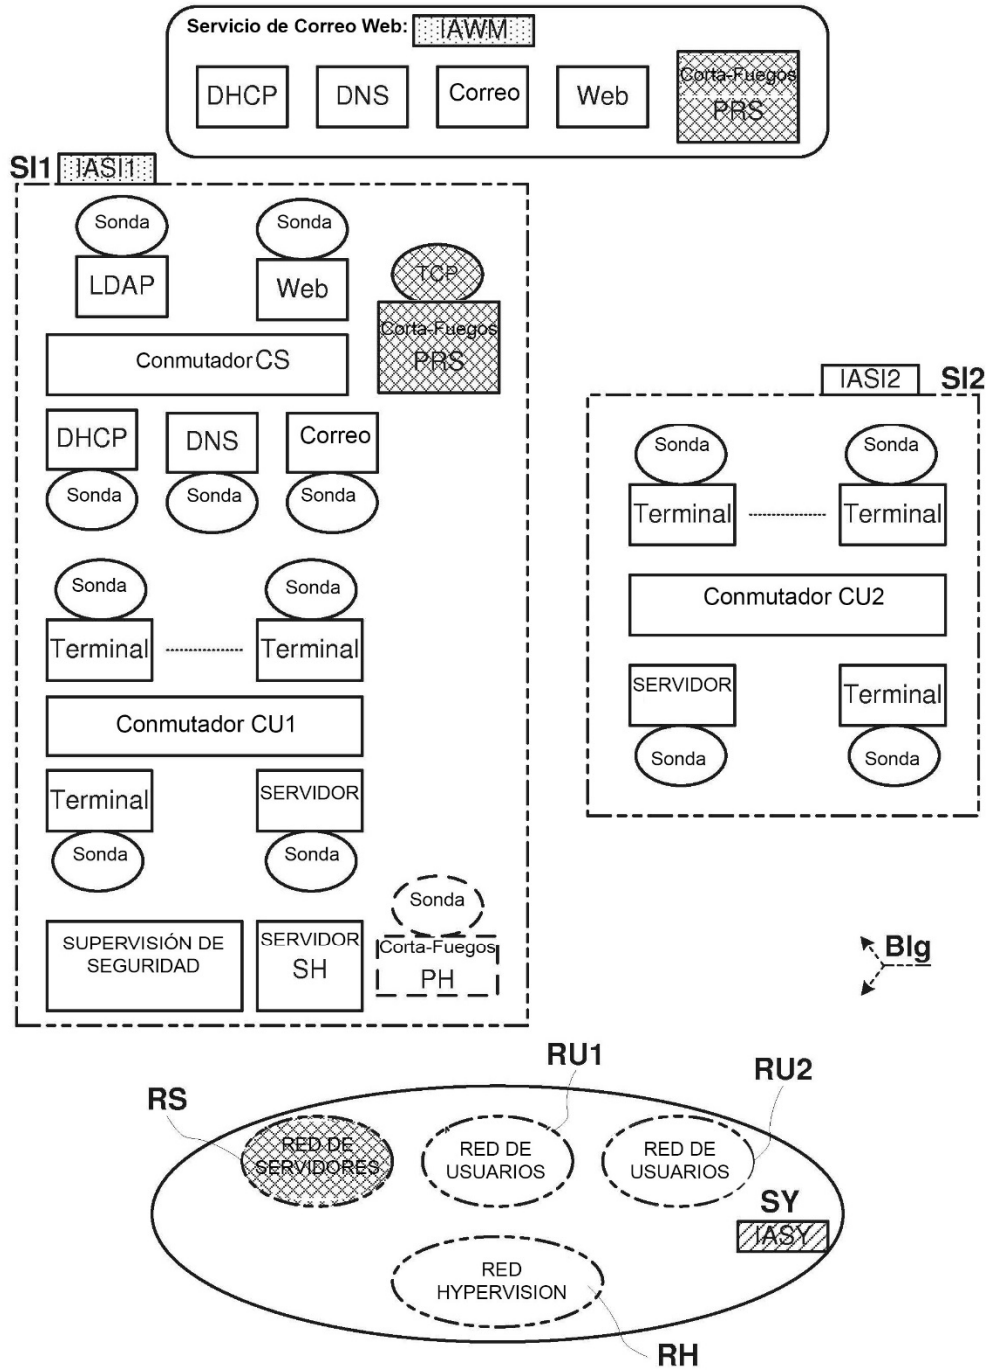 Servicio de Correo Web: IAWM
DHCP
DNS
Correo
Web
Corta-Fuegos
PRS
SI1 IASI1
Sonda
Sonda
LDAP
Web
TCP
Corta-Fuegos
PRS
Conmutador CS
DHCP
DNS
Correo
Sonda
Sonda
Sonda
Sonda
Sonda
Terminal
Terminal
Conmutador CU1
Terminal
SERVIDOR
Sonda
Sonda
SUPERVISIÓN DE
SEGURIDAD
SERVIDOR
SH
Sonda
Corta-Fuegos
PH
IASI2 SI2
Sonda
Sonda
Terminal
Terminal
Conmutador CU2
SERVIDOR
Terminal
Sonda
Sonda
Blg
RS
RU1
RU2
RED DE
SERVIDORES
RED DE
USUARIOS
RED DE
USUARIOS
SY
IASY
RED
HYPERVISION
RH